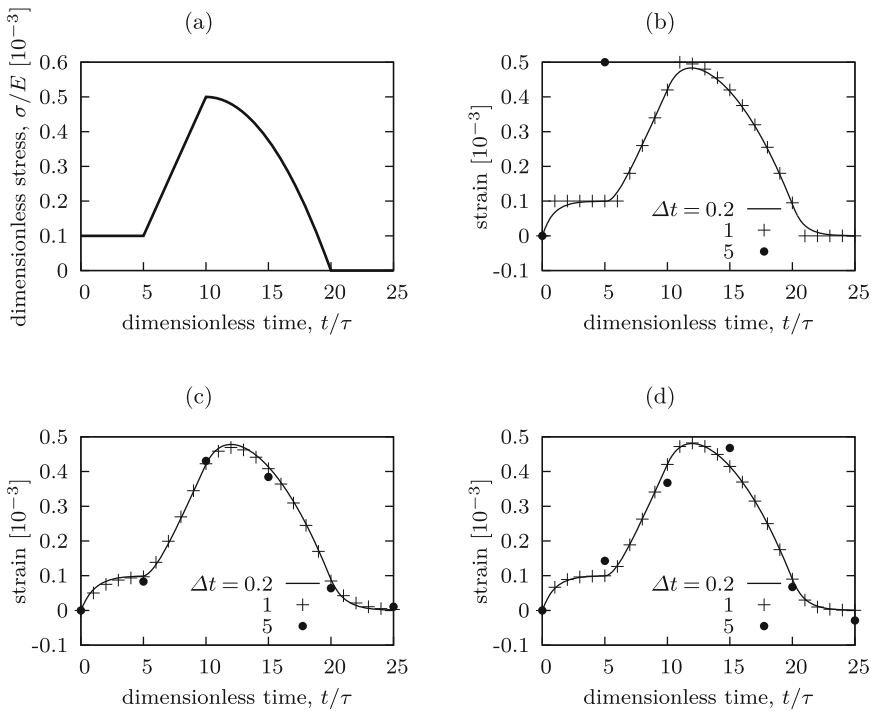 (a)
dimensionless stress, σ/E [10⁻³]
0.6
0.5
0.4
0.3
0.2
0.1
0
0 5 10 15 20 25
dimensionless time, t/τ
(b)
strain [10⁻³]
0.5
0.4
0.3
0.2
0.1
0
-0.1
Δt = 0.2
1
5
0 5 10 15 20 25
dimensionless time, t/τ
(c)
strain [10⁻³]
0.5
0.4
0.3
0.2
0.1
0
-0.1
Δt = 0.2
1
5
0 5 10 15 20 25
dimensionless time, t/τ
(d)
strain [10⁻³]
0.5
0.4
0.3
0.2
0.1
0
-0.1
Δt = 0.2
1
5
0 5 10 15 20 25
dimensionless time, t/τ